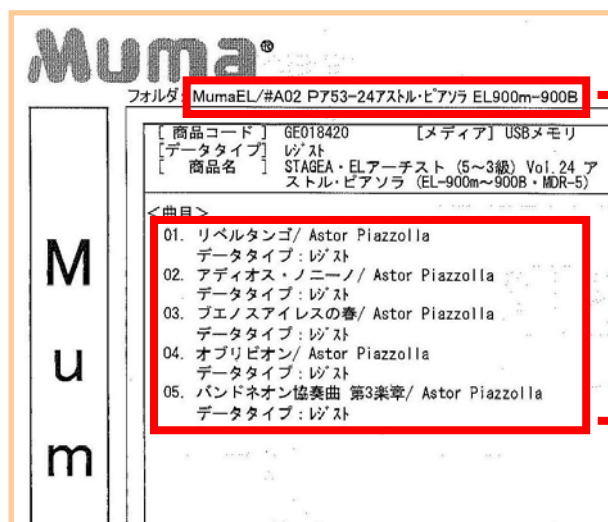 Muma®
フォルダ: MumaEL/#A02 Pア53-24アストル・ピアソラ EL900m-900B
[ 商品コード ] GE018420 [メディア] USBメモリ
[データタイプ] レジスト
[ 商品名 ] STAGEA・ELアーチスト (5~3級) Vol.24 ア
ストル・ピアソラ (EL-900m~900B・MDR-5)
<曲目>
01. リベルタンゴ/ Astor Piazzolla
データタイプ:レジスト
02. アディオス・ノニーノ/ Astor Piazzolla
データタイプ:レジスト
03. ブエノスアイレスの春/ Astor Piazzolla
データタイプ:レジスト
04. オブリビオン/ Astor Piazzolla
データタイプ:レジスト
05. バンドネオン協奏曲 第3楽章/ Astor Piazzolla
データタイプ:レジスト
M
u
m